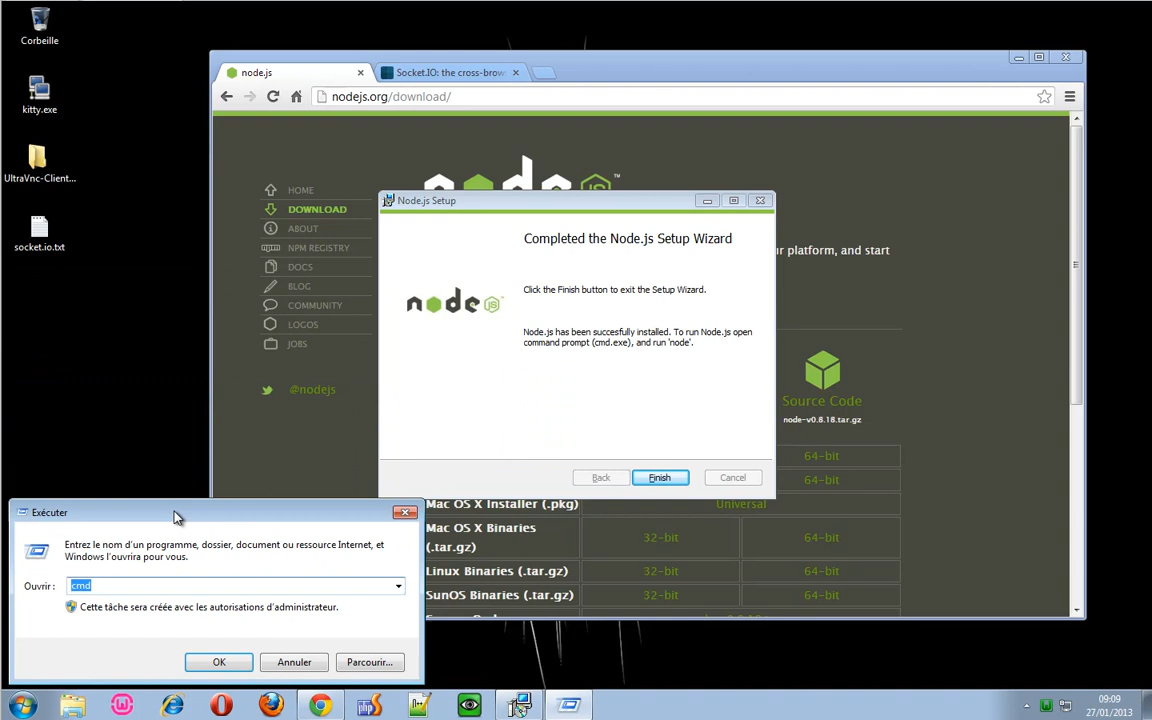 Corbeille
kitty.exe
UltraVnc-Client...
socket.io.txt
node.js
Socket.IO: the cross-brow
nodejs.org/download/
HOME
DOWNLOAD
ABOUT
NPM REGISTRY
DOCS
BLOG
COMMUNITY
LOGOS
JOBS
@nodejs
node JS ™
r platform, and start
Node.js Setup
Completed the Node.js Setup Wizard
Click the Finish button to exit the Setup Wizard.
node JS
Node.js has been succesfully installed. To run Node.js open
command prompt (cmd.exe), and run 'node'.
Back
Finish
Cancel
Source Code
node-v0.8.18.tar.gz
64-bit
64-bit
Mac OS X Installer (.pkg)
Universal
Mac OS X Binaries
(.tar.gz)
32-bit
64-bit
Linux Binaries (.tar.gz)
32-bit
64-bit
SunOS Binaries (.tar.gz)
32-bit
64-bit
Exécuter
Entrez le nom d'un programme, dossier, document ou ressource Internet, et
Windows l'ouvrira pour vous.
Ouvrir :
cmd
Cette tâche sera créée avec les autorisations d'administrateur.
OK
Annuler
Parcourir...
09:09
27/01/2013